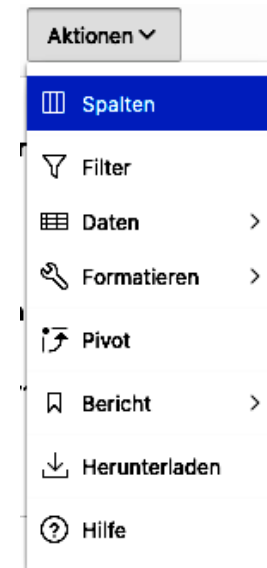 Aktionen
Spalten
Filter
Daten
Formatieren
Pivot
Bericht
Herunterladen
Hilfe